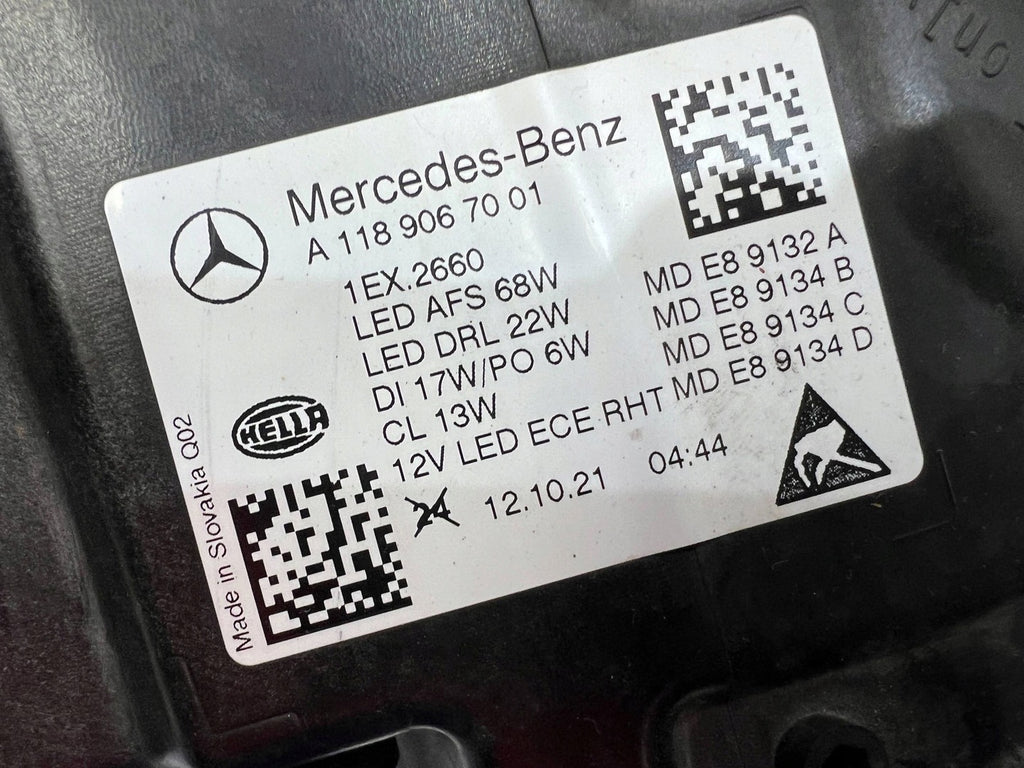 Mercedes-Benz
A 118 906 70 01
1EX.2660
LED AFS 68W
LED DRL 22W
DI 17W/PO 6W
CL 13W
12V LED ECE RHT
MD E8 9132 A
MD E8 9134 B
MD E8 9134 C
MD E8 9134 D
HELLA
24 12.10.21 04:44
Made in Slovakia Q02